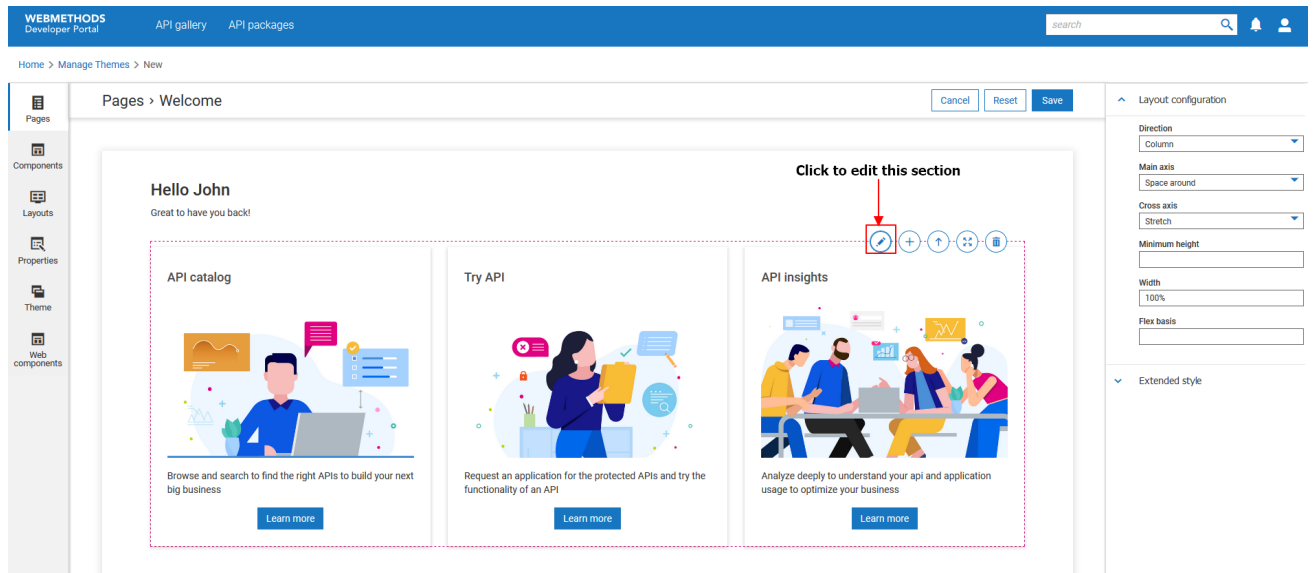 WEBMETHODS
Developer Portal
API gallery
API packages
search
Home > Manage Themes > New
Pages
Components
Layouts
Properties
Theme
Web
components
Pages › Welcome
Cancel
Reset
Save
Click to edit this section
Hello John
Great to have you back!
API catalog
Browse and search to find the right APIs to build your next
big business
Learn more
Try API
Request an application for the protected APIs and try the
functionality of an API
Learn more
API insights
Analyze deeply to understand your api and application
usage to optimize your business
Learn more
Layout configuration
Direction
Column
Main axis
Space around
Cross axis
Stretch
Minimum height
Width
100%
Flex basis
Extended style